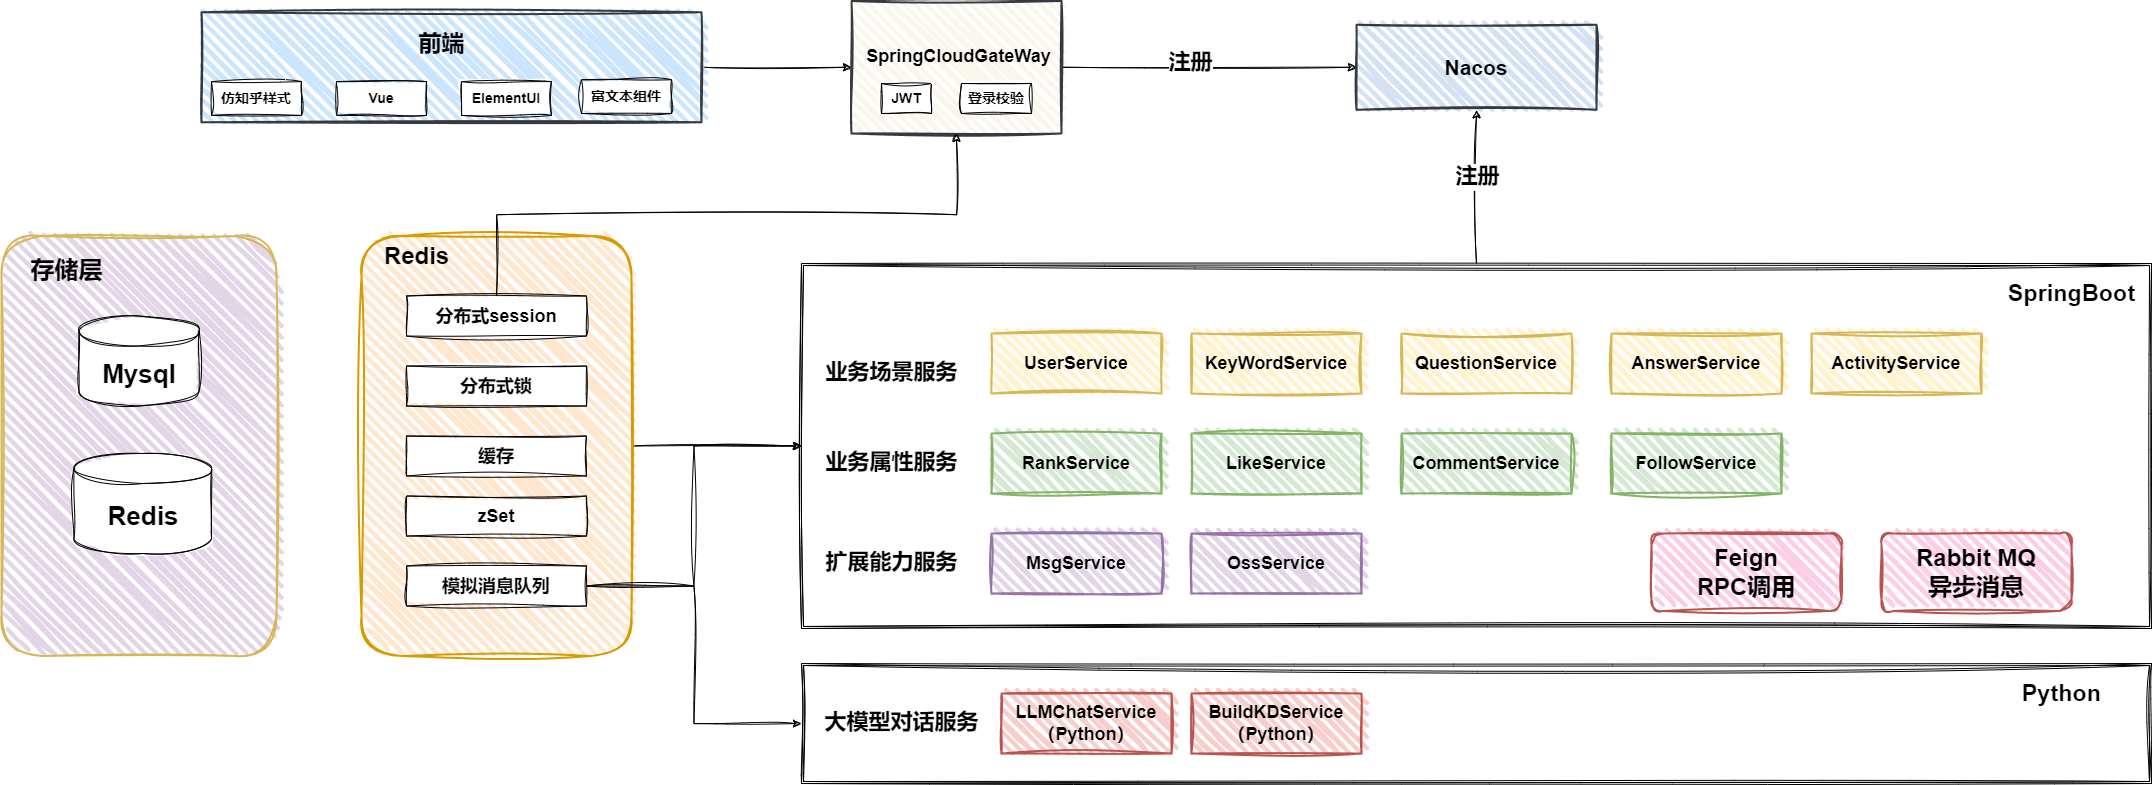 前端
仿知乎样式
Vue
ElementUI
富文本组件
SpringCloudGateWay
JWT
登录校验
注册
Nacos
注册
存储层
Mysql
Redis
Redis
分布式session
分布式锁
缓存
zSet
模拟消息队列
SpringBoot
业务场景服务
UserService
KeyWordService
QuestionService
AnswerService
ActivityService
业务属性服务
RankService
LikeService
CommentService
FollowService
扩展能力服务
MsgService
OssService
Feign
RPC调用
Rabbit MQ
异步消息
Python
大模型对话服务
LLMChatService
（Python）
BuildKDService
（Python）